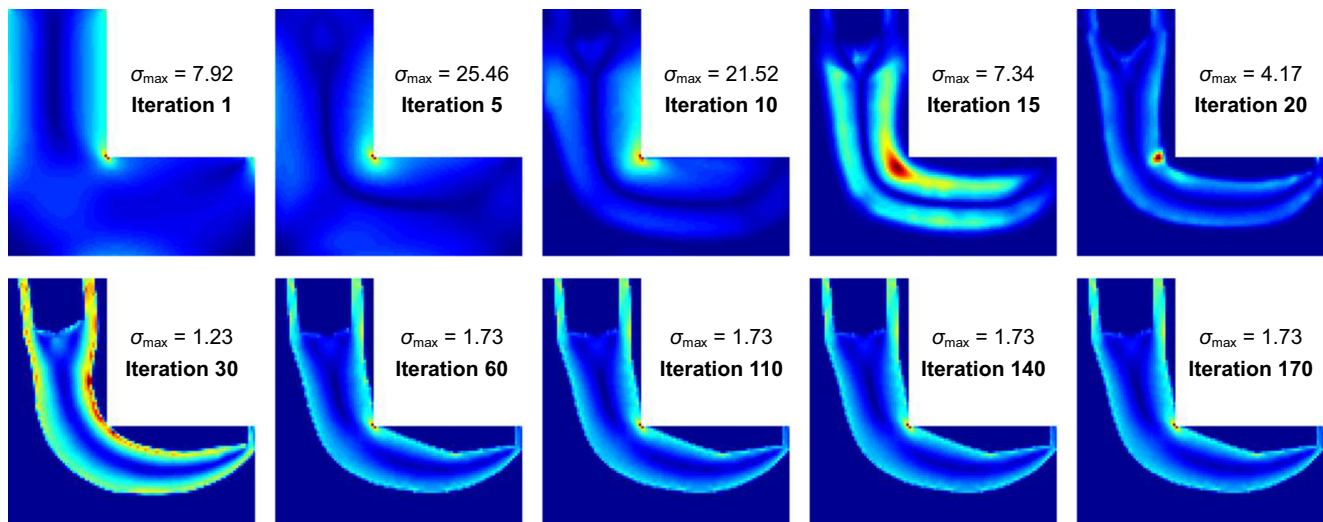 σmax = 7.92
Iteration 1
σmax = 25.46
Iteration 5
σmax = 21.52
Iteration 10
σmax = 7.34
Iteration 15
σmax = 4.17
Iteration 20
σmax = 1.23
Iteration 30
σmax = 1.73
Iteration 60
σmax = 1.73
Iteration 110
σmax = 1.73
Iteration 140
σmax = 1.73
Iteration 170